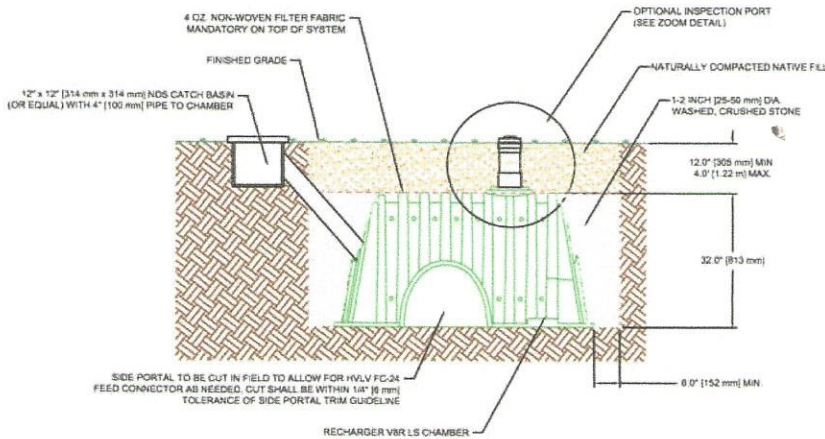 4 OZ. NON-WOVEN FILTER FABRIC
MANDATORY ON TOP OF SYSTEM
OPTIONAL INSPECTION PORT
(SEE ZOOM DETAIL)
FINISHED GRADE
NATURALLY COMPACTED NATIVE FILL
12" x 12" [314 mm x 314 mm] NDS CATCH BASIN
(OR EQUAL) WITH 4" [100 mm] PIPE TO CHAMBER
1-2 INCH [25-50 mm] DIA.
WASHED, CRUSHED STONE
12.0" [305 mm] MIN
4.0' [1.22 m] MAX.
32.0" [813 mm]
SIDE PORTAL TO BE CUT IN FIELD TO ALLOW FOR HVLV FC-24
FEED CONNECTOR AS NEEDED. CUT SHALL BE WITHIN 1/4" [6 mm]
TOLERANCE OF SIDE PORTAL TRIM GUIDELINE
6.0" [152 mm] MIN.
RECHARGER V8R LS CHAMBER